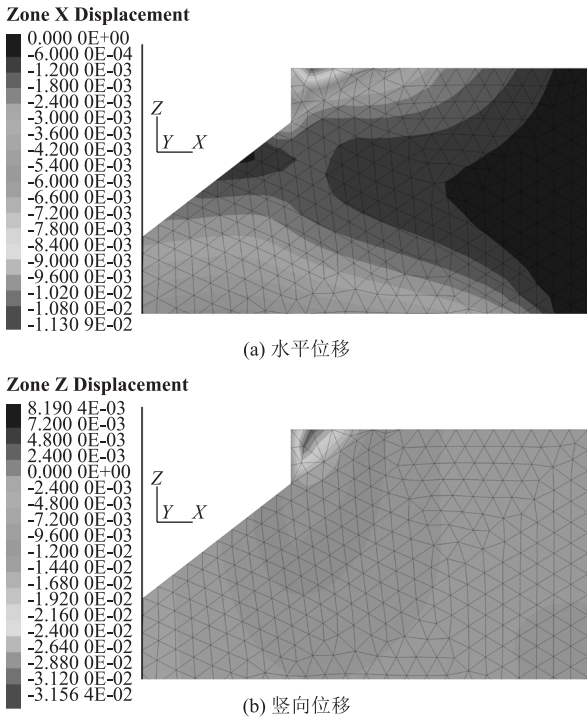 Zone X Displacement
0.000 0E+00
-6.000 0E-04
-1.200 0E-03
-1.800 0E-03
-2.400 0E-03
-3.000 0E-03
-3.600 0E-03
-4.200 0E-03
-5.400 0E-03
-6.000 0E-03
-6.600 0E-03
-7.200 0E-03
-7.800 0E-03
-8.400 0E-03
-9.000 0E-03
-9.600 0E-03
-1.020 0E-02
-1.080 0E-02
-1.130 9E-02
Z
Y X
(a) 水平位移
Zone Z Displacement
8.190 4E-03
7.200 0E-03
4.800 0E-03
2.400 0E-03
0.000 0E+00
-2.400 0E-03
-4.800 0E-03
-7.200 0E-03
-9.600 0E-03
-1.200 0E-02
-1.440 0E-02
-1.680 0E-02
-1.920 0E-02
-2.160 0E-02
-2.400 0E-02
-2.640 0E-02
-2.880 0E-02
-3.120 0E-02
-3.156 4E-02
Z
Y X
(b) 竖向位移